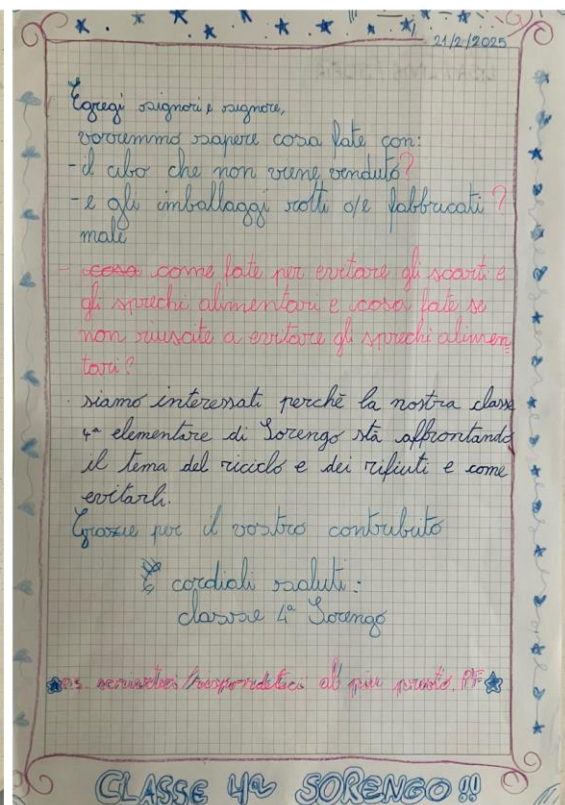 21/2/2025
Egregi signori e signore,
vorremmo sapere cosa fate con:
- il cibo che non viene venduto?
- e gli imballaggi rotti o/e fabbricati ?
male
- cosa come fate per evitare gli scarti e
gli sprechi alimentari e cosa fate se
non riuscite a evitare gli sprechi alimen
tari?
siamo interessati perchè la nostra classe
4ª elementare di Sorengo stà affrontando
il tema del riciclo e dei rifiuti e come
evitarli.
Grazie per il vostro contributo
E cordiali saluti:
classe 4ª Sorengo
P.S. scriveteci/rispondeteci al più presto. PF
CLASSE 4ª SORENGO !!